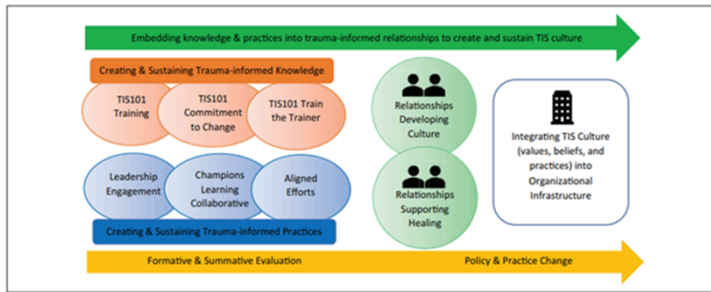 Embedding knowledge & practices into trauma-informed relationships to create and sustain TIS culture
Creating & Sustaining Trauma-informed Knowledge
TIS101
Training
TIS101
Commitment
to Change
TIS101 Train
the Trainer
Leadership
Engagement
Champions
Learning
Collaborative
Aligned
Efforts
Creating & Sustaining Trauma-informed Practices
Relationships
Developing
Culture
Relationships
Supporting
Healing
Integrating TIS Culture
(values, beliefs, and
practices) into
Organizational
Infrastructure
Formative & Summative Evaluation
Policy & Practice Change